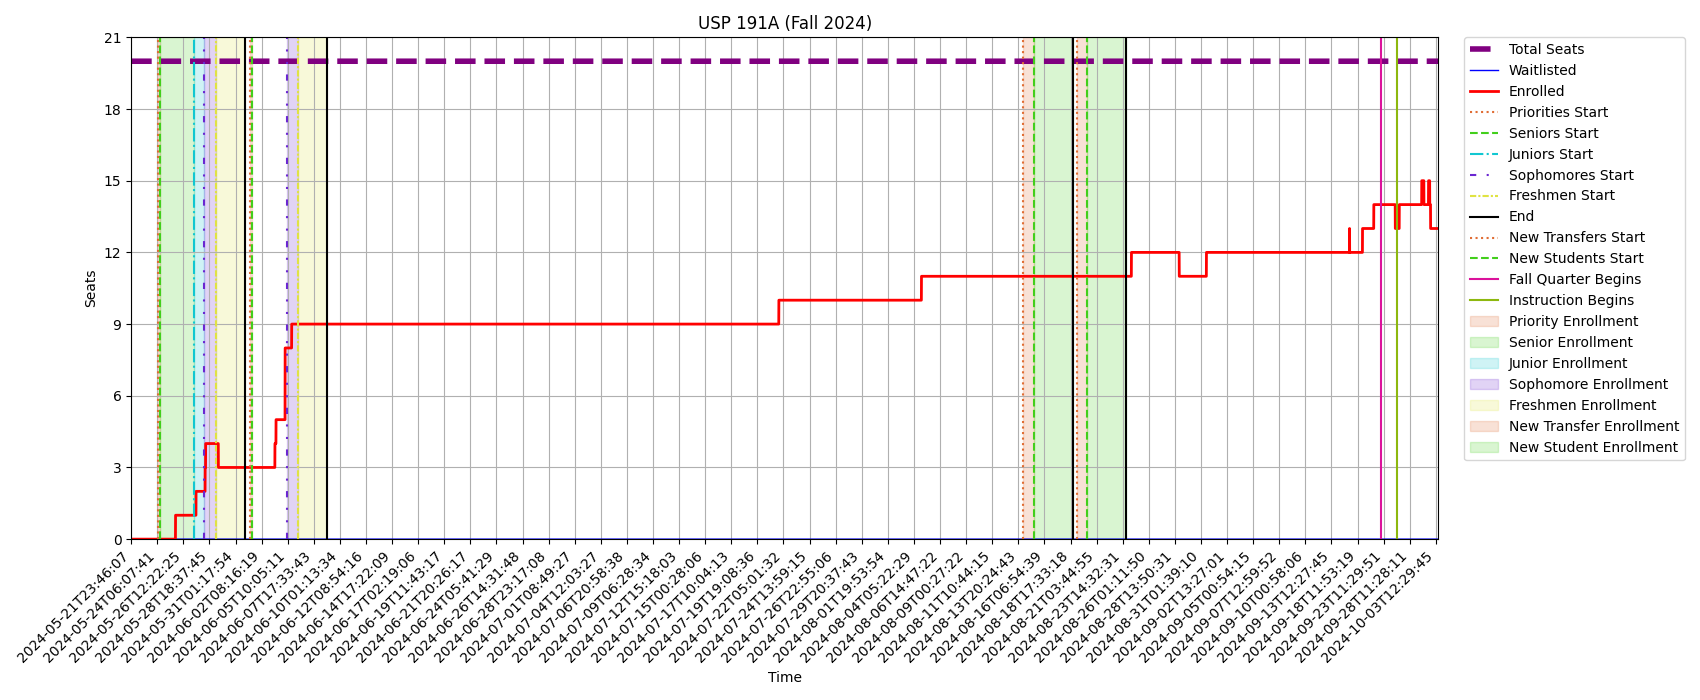 USP 191A (Fall 2024)
21
18
15
12
9
6
3
0
Seats
2024-05-21T23:46:07
2024-05-24T06:07:41
2024-05-26T12:22:25
2024-05-28T18:37:45
2024-05-31T01:17:54
2024-06-02T08:16:19
2024-06-05T10:05:11
2024-06-07T17:33:43
2024-06-10T01:13:34
2024-06-12T08:54:16
2024-06-14T17:22:09
2024-06-17T02:19:06
2024-06-19T11:43:17
2024-06-21T20:26:17
2024-06-24T05:41:29
2024-06-26T14:31:48
2024-06-28T23:17:08
2024-07-01T08:49:27
2024-07-04T12:03:27
2024-07-06T20:58:38
2024-07-09T06:28:34
2024-07-12T15:18:03
2024-07-15T00:28:06
2024-07-17T10:04:13
2024-07-19T19:08:36
2024-07-22T05:01:32
2024-07-24T13:59:15
2024-07-26T22:55:06
2024-07-29T20:37:43
2024-08-01T19:53:54
2024-08-04T05:22:29
2024-08-06T14:47:22
2024-08-09T00:27:22
2024-08-11T10:44:15
2024-08-13T20:24:43
2024-08-16T06:54:39
2024-08-18T17:33:18
2024-08-21T03:44:55
2024-08-23T14:32:31
2024-08-26T01:11:50
2024-08-28T13:50:31
2024-08-31T01:39:10
2024-09-02T13:27:01
2024-09-05T00:54:15
2024-09-07T12:59:52
2024-09-10T00:58:06
2024-09-13T12:27:45
2024-09-18T11:53:19
2024-09-23T11:29:51
2024-09-28T11:28:11
2024-10-03T12:29:45
Time
Total Seats
Waitlisted
Enrolled
Priorities Start
Seniors Start
Juniors Start
Sophomores Start
Freshmen Start
End
New Transfers Start
New Students Start
Fall Quarter Begins
Instruction Begins
Priority Enrollment
Senior Enrollment
Junior Enrollment
Sophomore Enrollment
Freshmen Enrollment
New Transfer Enrollment
New Student Enrollment